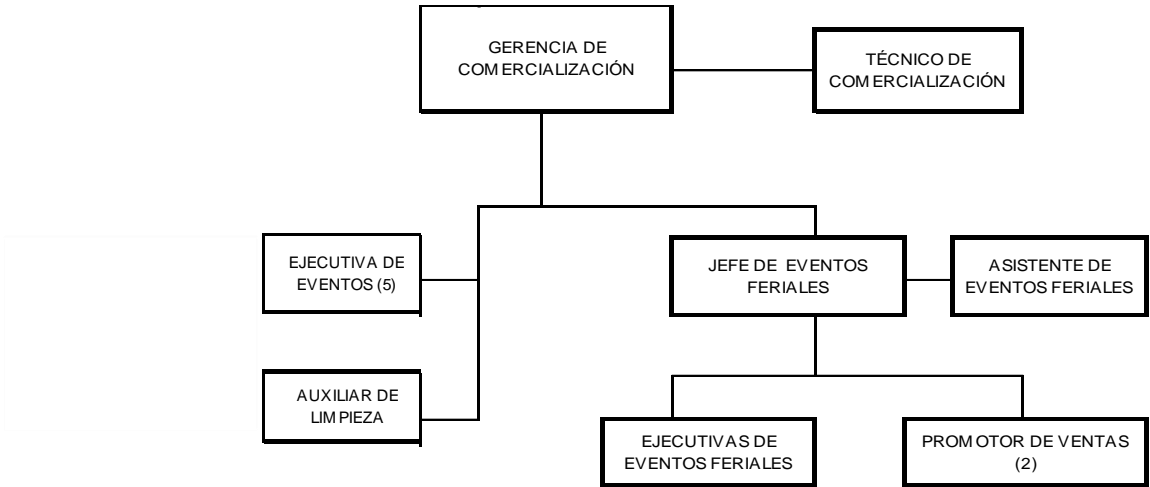 GERENCIA DE
COMERCIALIZACIÓN
TÉCNICO DE
COMERCIALIZACIÓN
EJECUTIVA DE
EVENTOS (5)
JEFE DE EVENTOS
FERIALES
ASISTENTE DE
EVENTOS FERIALES
AUXILIAR DE
LIMPIEZA
EJECUTIVAS DE
EVENTOS FERIALES
PROMOTOR DE VENTAS
(2)